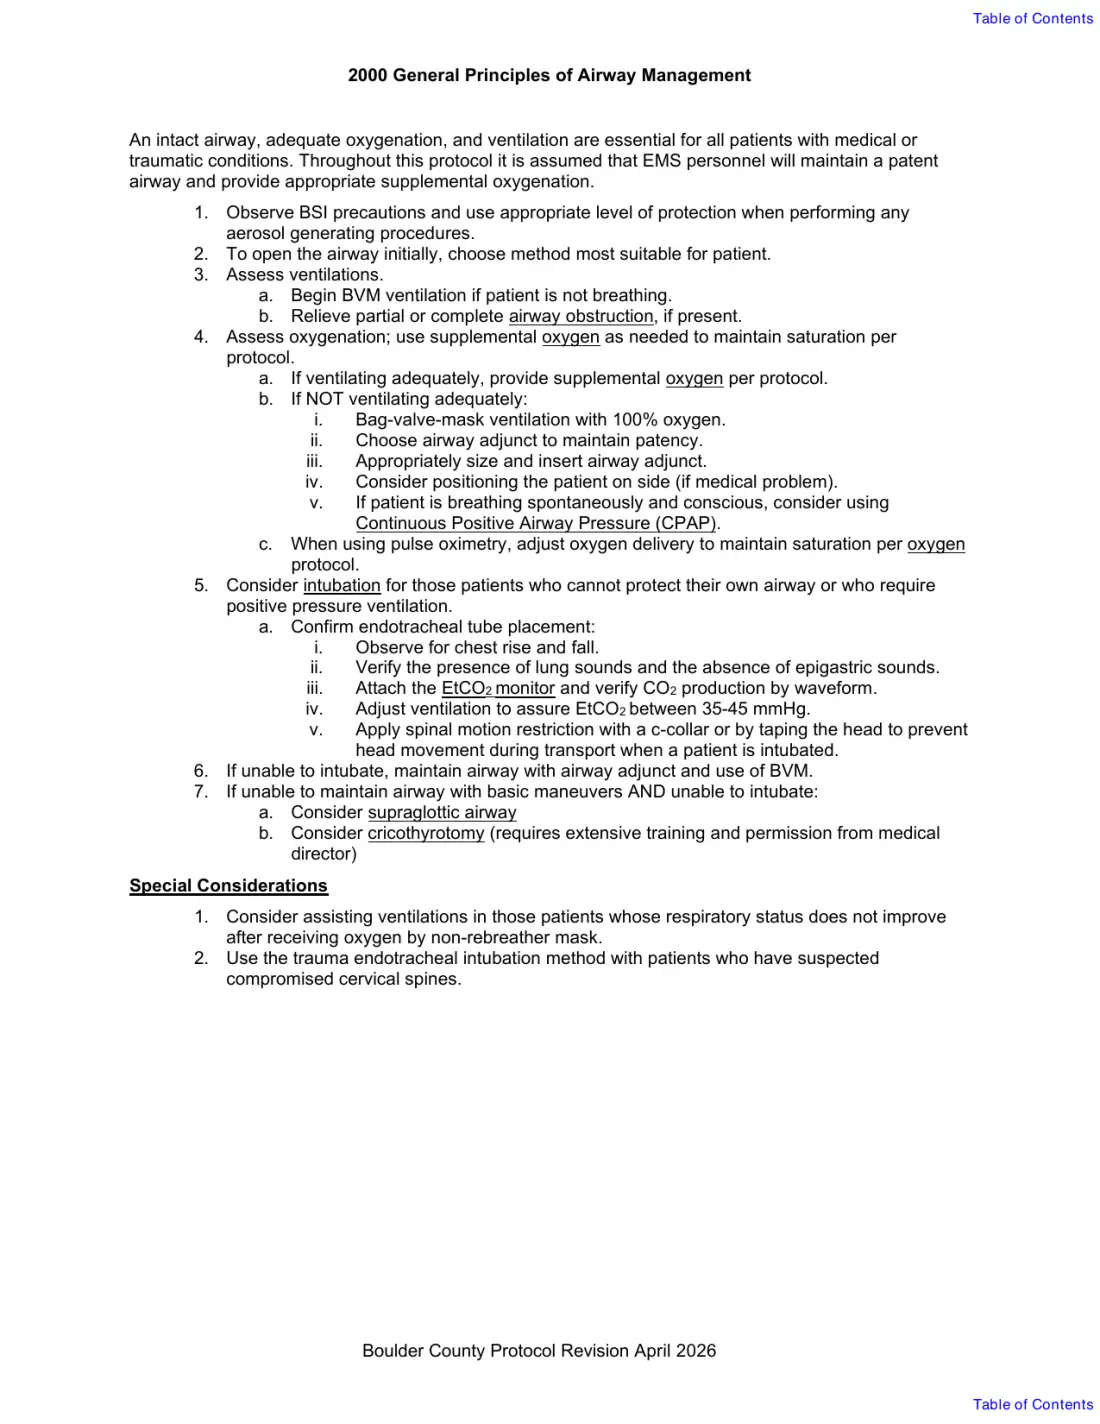 Table of Contents
2000 General Principles of Airway Management
An intact airway, adequate oxygenation, and ventilation are essential for all patients with medical or
traumatic conditions. Throughout this protocol it is assumed that EMS personnel will maintain a patent
airway and provide appropriate supplemental oxygenation.
1. Observe BSI precautions and use appropriate level of protection when performing any
aerosol generating procedures.
2. To open the airway initially, choose method most suitable for patient.
3. Assess ventilations.
a. Begin BVM ventilation if patient is not breathing.
b. Relieve partial or complete airway obstruction, if present.
4. Assess oxygenation; use supplemental oxygen as needed to maintain saturation per
protocol.
a. If ventilating adequately, provide supplemental oxygen per protocol.
b. If NOT ventilating adequately:
i. Bag-valve-mask ventilation with 100% oxygen.
ii. Choose airway adjunct to maintain patency.
iii. Appropriately size and insert airway adjunct.
iv. Consider positioning the patient on side (if medical problem).
v. If patient is breathing spontaneously and conscious, consider using
Continuous Positive Airway Pressure (CPAP).
c. When using pulse oximetry, adjust oxygen delivery to maintain saturation per oxygen
protocol.
5. Consider intubation for those patients who cannot protect their own airway or who require
positive pressure ventilation.
a. Confirm endotracheal tube placement:
i. Observe for chest rise and fall.
ii. Verify the presence of lung sounds and the absence of epigastric sounds.
iii. Attach the EtCO2 monitor and verify CO2 production by waveform.
iv. Adjust ventilation to assure EtCO2 between 35-45 mmHg.
v. Apply spinal motion restriction with a c-collar or by taping the head to prevent
head movement during transport when a patient is intubated.
6. If unable to intubate, maintain airway with airway adjunct and use of BVM.
7. If unable to maintain airway with basic maneuvers AND unable to intubate:
a. Consider supraglottic airway
b. Consider cricothyrotomy (requires extensive training and permission from medical
director)
Special Considerations
1. Consider assisting ventilations in those patients whose respiratory status does not improve
after receiving oxygen by non-rebreather mask.
2. Use the trauma endotracheal intubation method with patients who have suspected
compromised cervical spines.
Boulder County Protocol Revision April 2026
Table of Contents